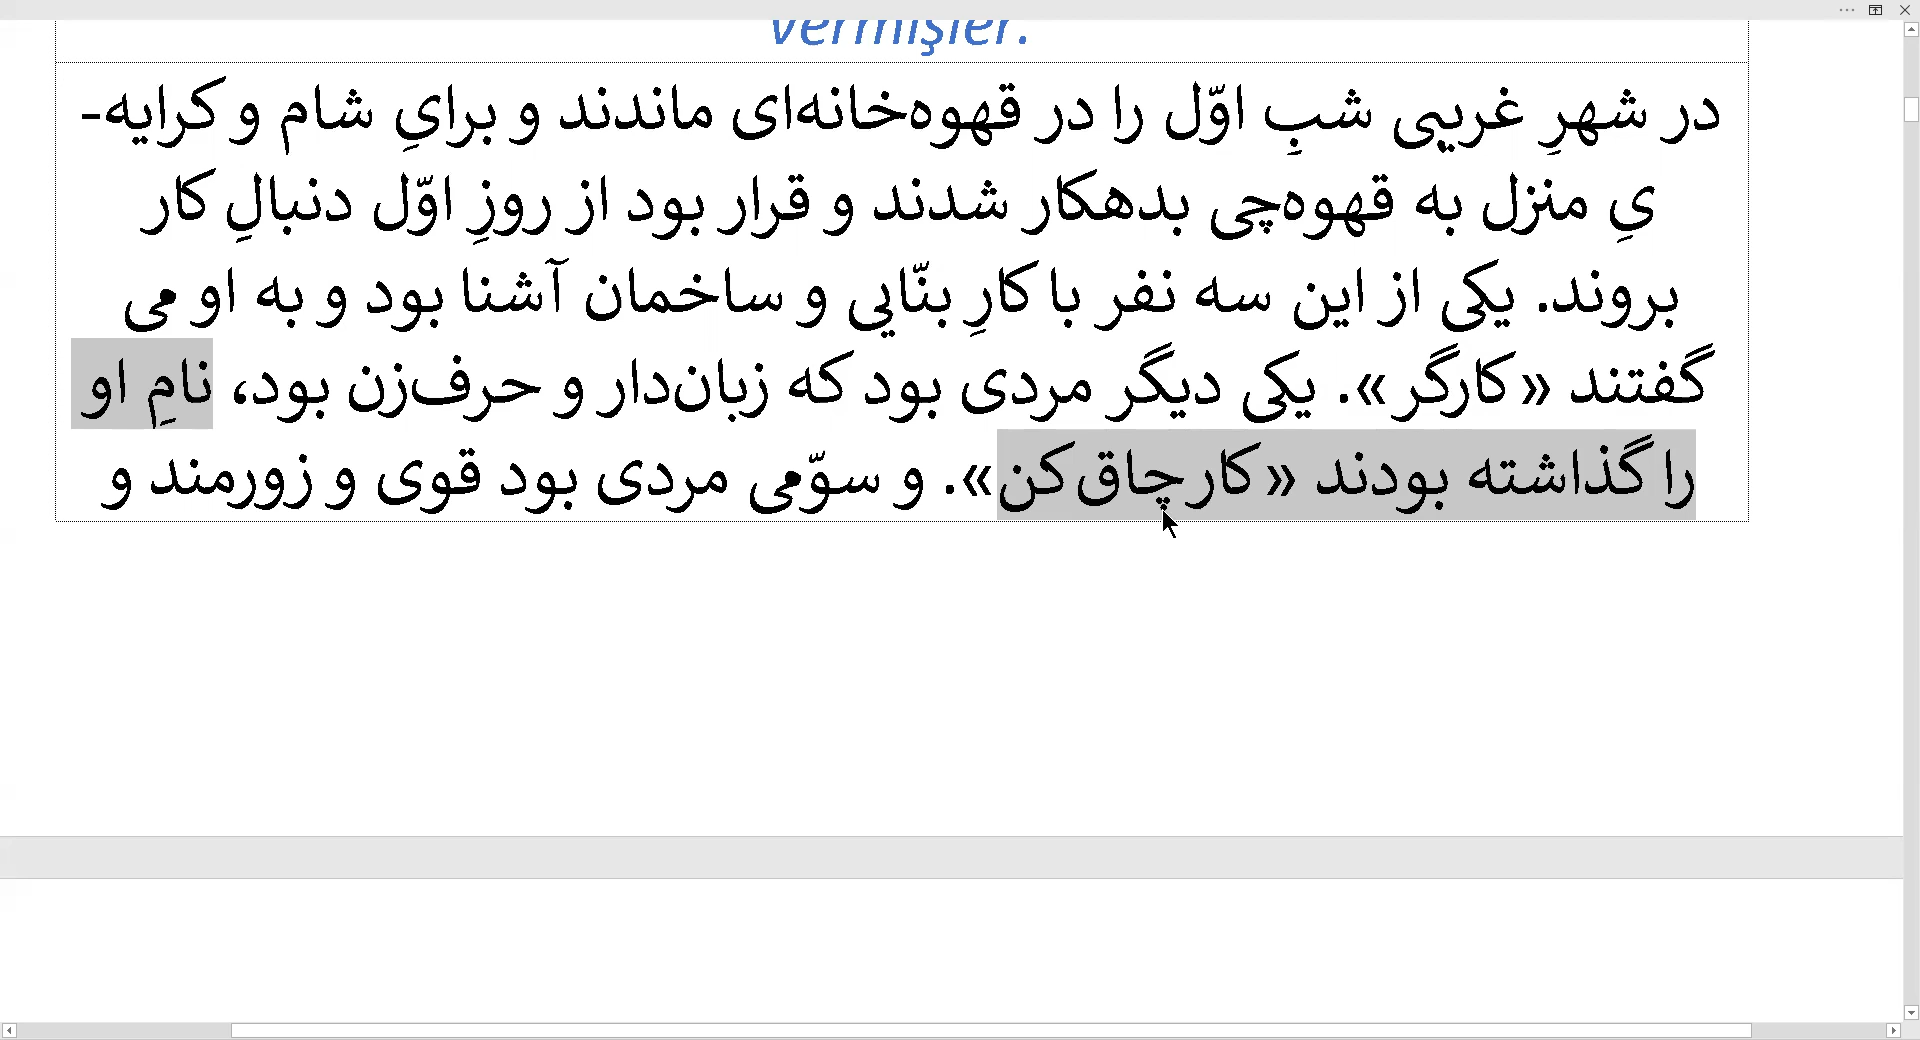 vermişler.
در شهرِ غریبی شبِ اوّل را در قهوه‌خانه‌ای ماندند و برایِ شام و کرایه-
یِ منزل به قهوه‌چی بدهکار شدند و قرار بود از روزِ اوّل دنبالِ کار
بروند. یکی از این سه نفر با کارِ بنّایی و ساخمان آشنا بود و به او می
گفتند «کارگر». یکی دیگر مردی بود که زبان‌دار و حرف‌زن بود، نامِ او
را گذاشته بودند «کارچاق‌کن». و سوّمی مردی بود قوی و زورمند و